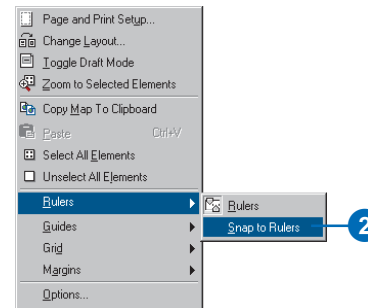 Page and Print Setup...
Change Layout...
Toggle Draft Mode
Zoom to Selected Elements
Copy Map To Clipboard
Paste Ctrl+V
Select All Elements
Unselect All Elements
Rulers
Rulers
Guides
Snap to Rulers
2
Grid
Margins
Options...